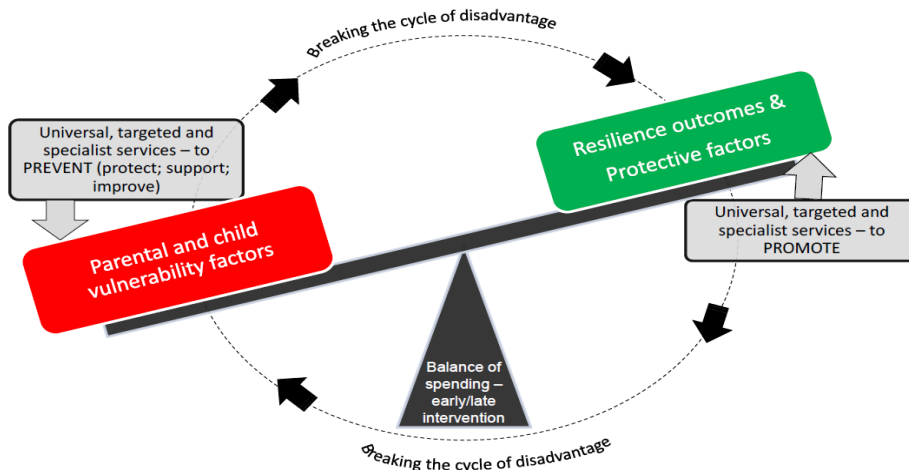 Breaking the cycle of disadvantage
Universal, targeted and
specialist services – to
PREVENT (protect; support;
improve)
Resilience outcomes &
Protective factors
Parental and child
vulnerability factors
Universal, targeted and
specialist services – to
PROMOTE
Balance of
spending –
early/late
intervention
Breaking the cycle of disadvantage